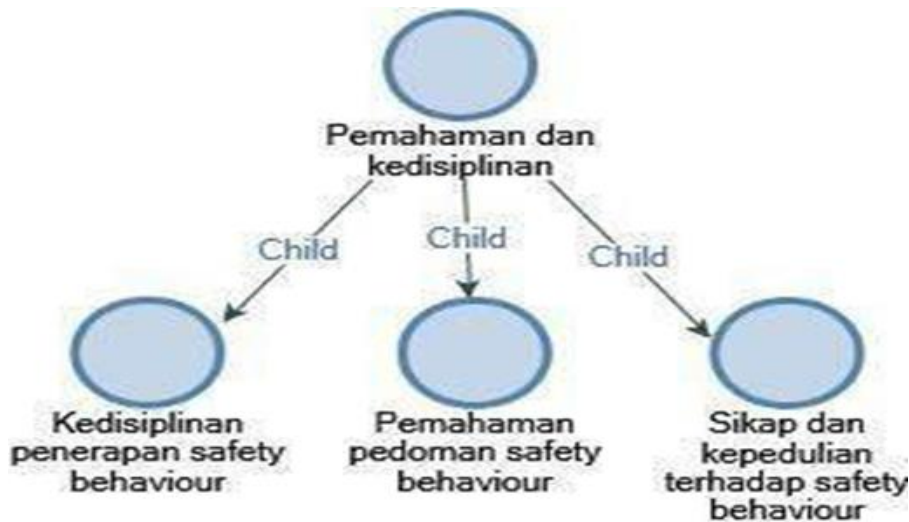 Pemahaman dan
kedisiplinan
Child
Child
Child
Kedisiplinan
penerapan safety
behaviour
Pemahaman
pedoman safety
behaviour
Sikap dan
kepedulian
terhadap safety
behaviour